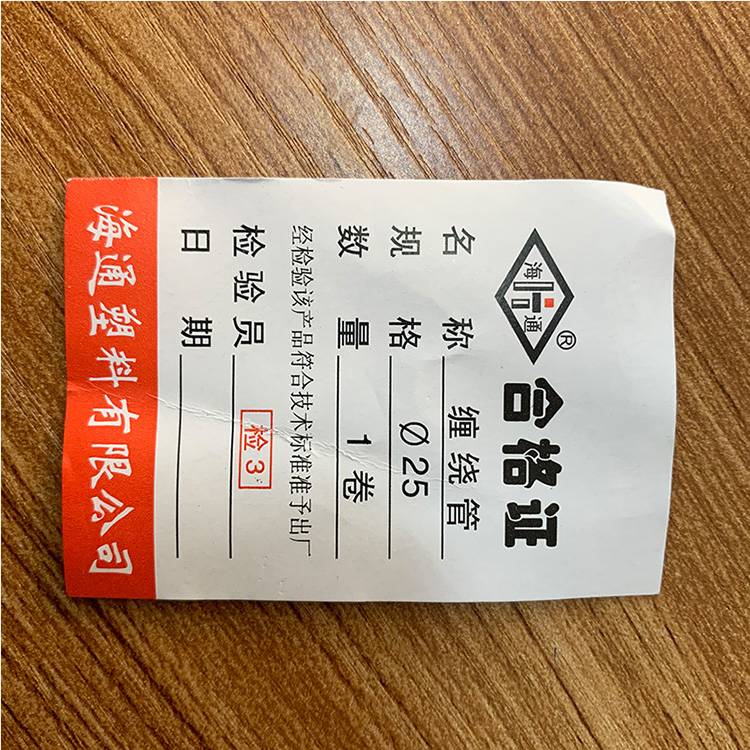 海通® 合格证
名称 缠绕管
规格 Ø25
数量 1卷
经检验该产品符合技术标准准予出厂
检验员 检3
日期
海通塑料有限公司